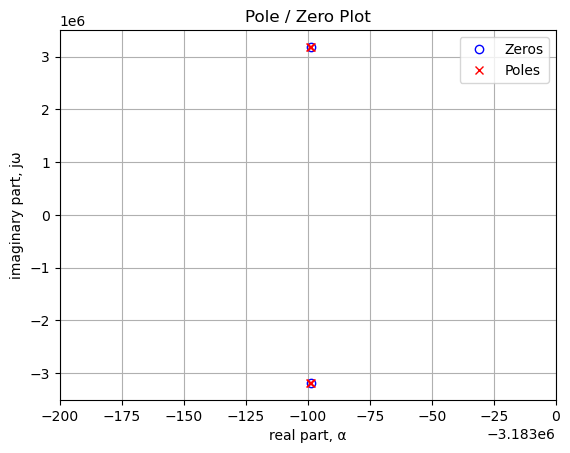 Pole / Zero Plot
1e6
Zeros
Poles
3
2
1
0
−1
−2
−3
imaginary part, jω
−200
−175
−150
−125
−100
−75
−50
−25
0
real part, α
−3.183e6